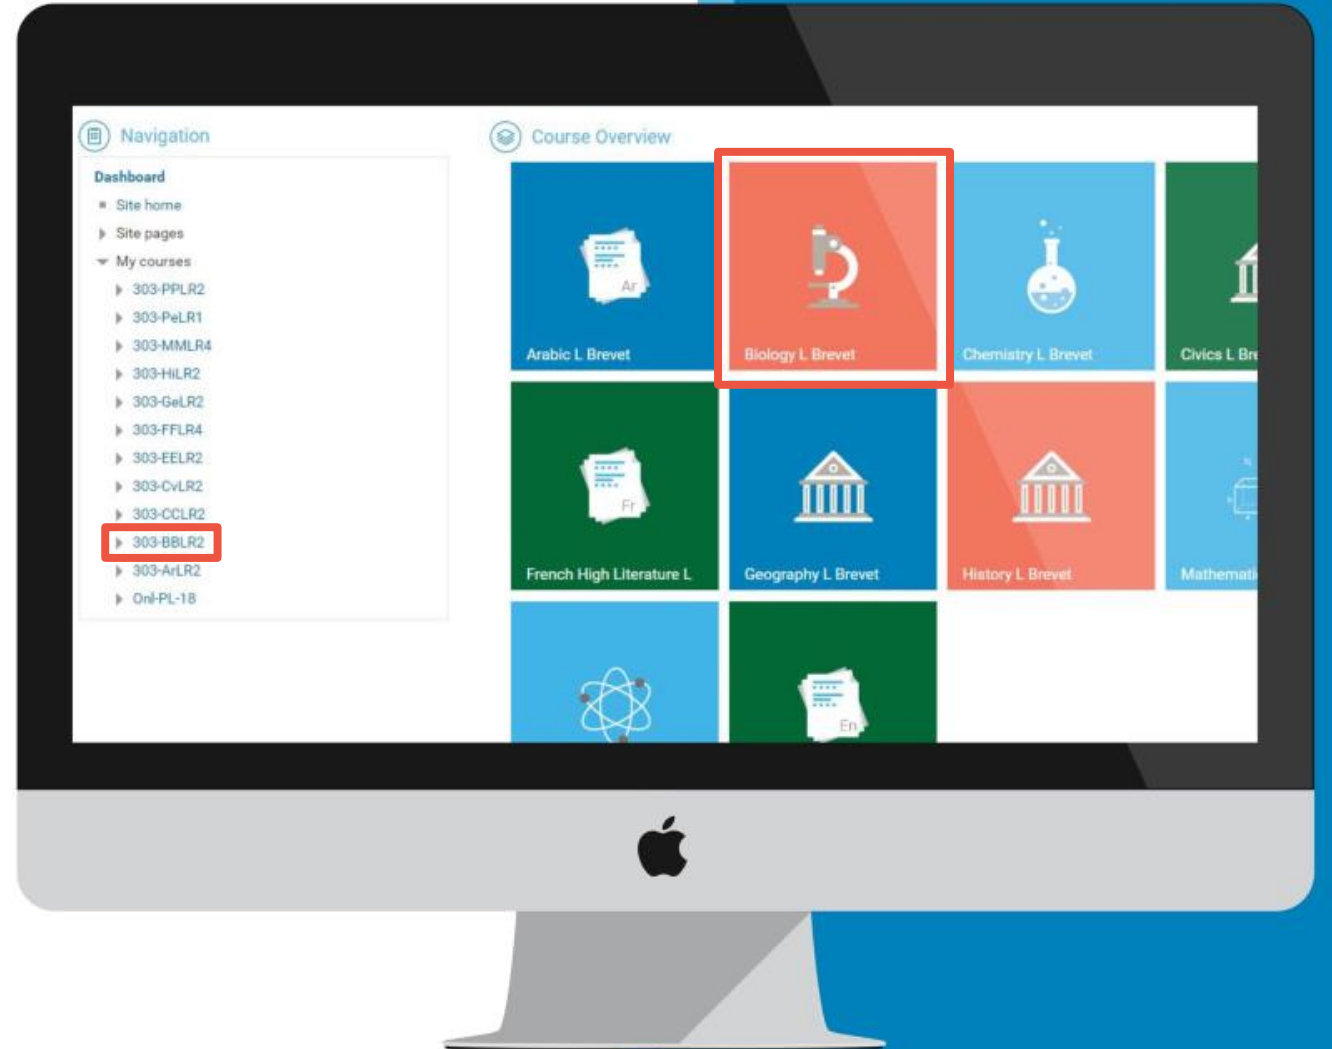 Navigation
Dashboard
Site home
Site pages
My courses
303-PPLR2
303-PeLR1
303-MMLR4
303-HiLR2
303-GeLR2
303-FFLR4
303-EELR2
303-CvLR2
303-CCLR2
303-BBLR2
303-ArLR2
Onl-PL-18
Course Overview
Ar
Arabic L Brevet
Biology L Brevet
Chemistry L Brevet
Civics L Bre
Fr
French High Literature L
Geography L Brevet
History L Brevet
Mathemati
En